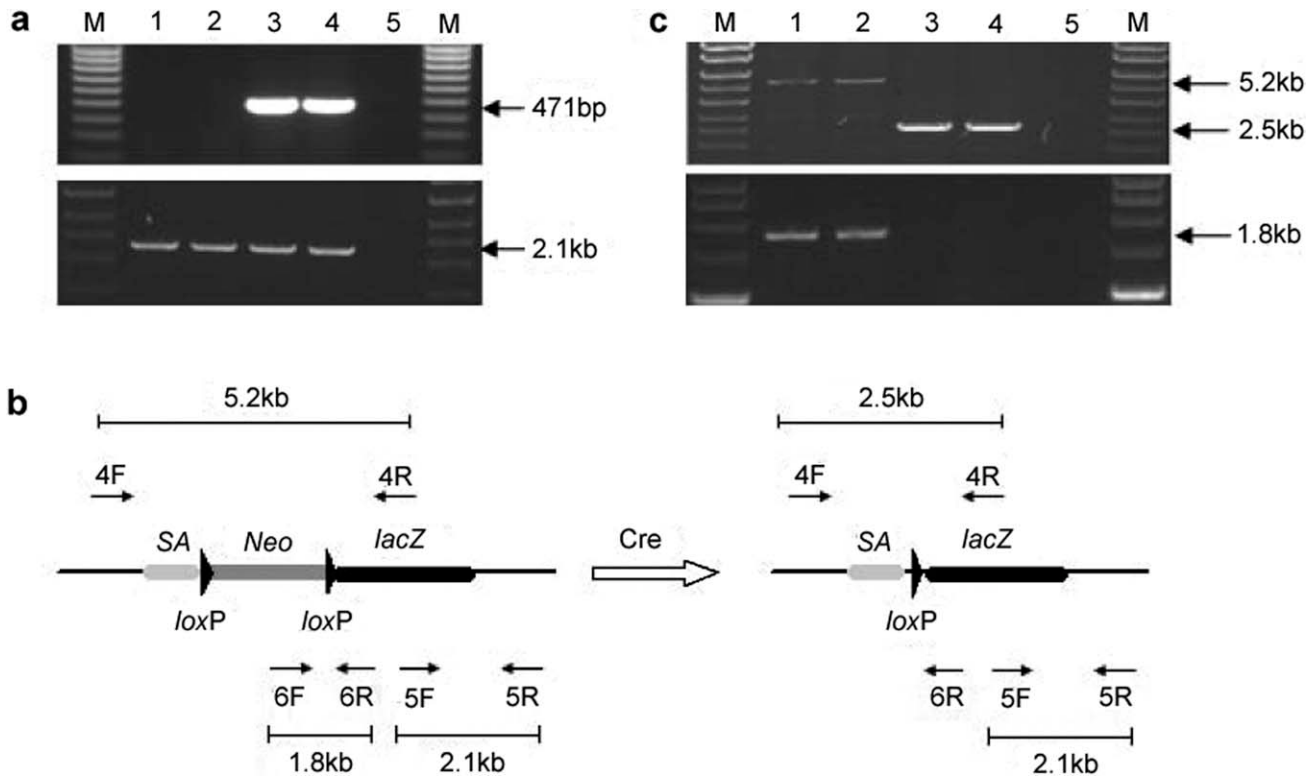 a
M 1 2 3 4 5 M
471bp
2.1kb
c
M 1 2 3 4 5 M
5.2kb
2.5kb
1.8kb
b
5.2kb
4F 4R
SA Neo lacZ
loxP loxP
6F 6R 5F 5R
1.8kb 2.1kb
Cre
2.5kb
4F 4R
SA lacZ
loxP
6R 5F 5R
2.1kb